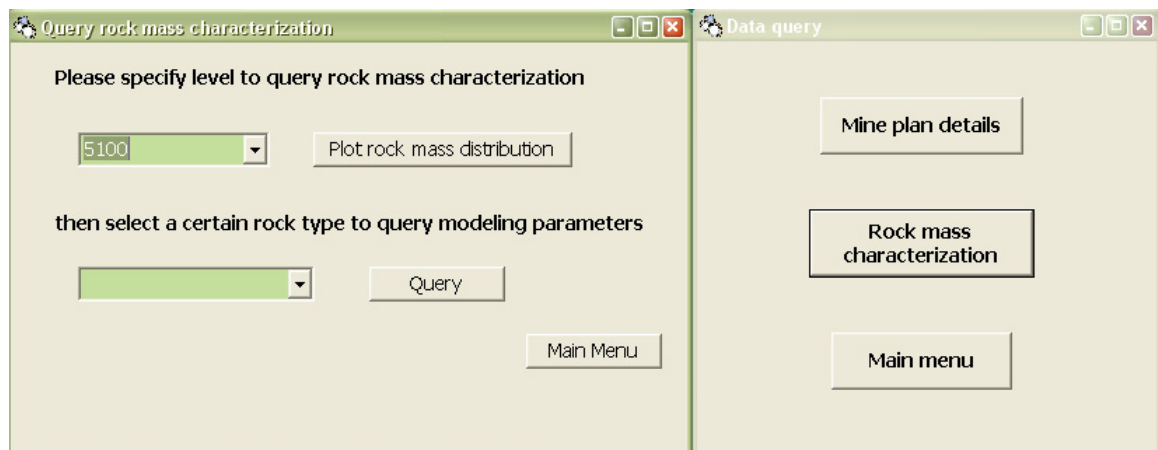 Query rock mass characterization
Please specify level to query rock mass characterization
5100
Plot rock mass distribution
then select a certain rock type to query modeling parameters
Query
Main Menu
Data query
Mine plan details
Rock mass
characterization
Main menu